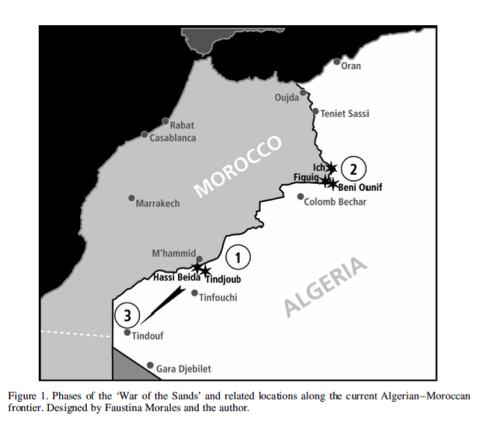 Oran
Oujda
Teniet Sassi
Rabat
Casablanca
MOROCCO
Ich
2
Figuig
Beni Ounif
Marrakech
Colomb Bechar
M'hammid
1
Hassi Beida
Tindjoub
ALGERIA
Tinfouchi
3
Tindouf
Gara Djebilet
Figure 1. Phases of the ‘War of the Sands’ and related locations along the current Algerian–Moroccan
frontier. Designed by Faustina Morales and the author.